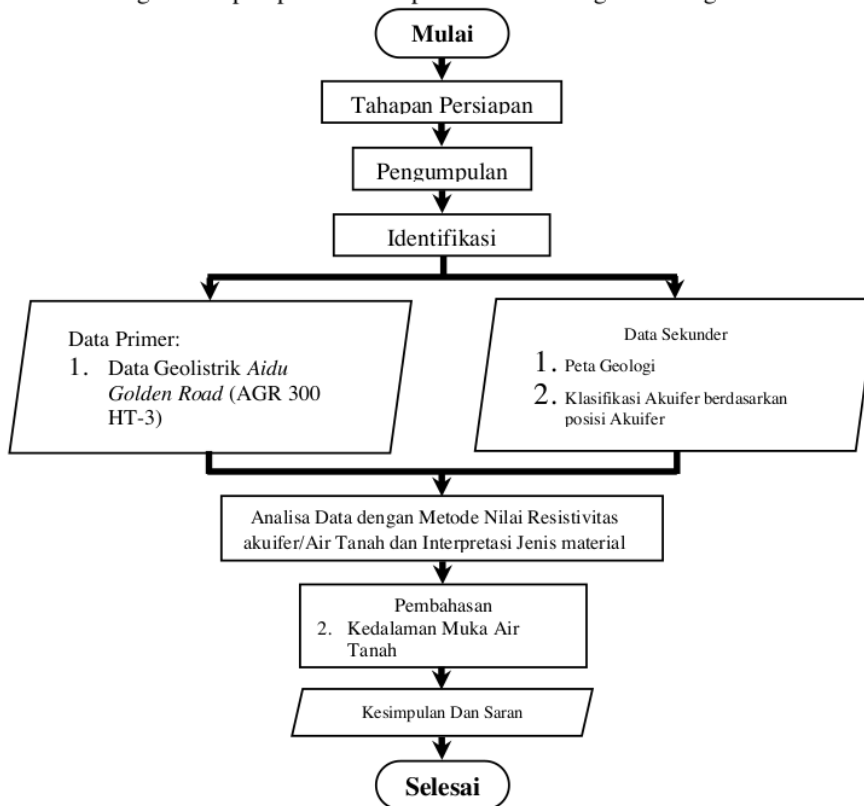 Mulai
Tahapan Persiapan
Pengumpulan
Identifikasi
Data Primer:
1. Data Geolistrik Aidu
Golden Road (AGR 300
HT-3)
Data Sekunder
1. Peta Geologi
2. Klasifikasi Akuifer berdasarkan
posisi Akuifer
Analisa Data dengan Metode Nilai Resistivitas
akuifer/Air Tanah dan Interpretasi Jenis material
Pembahasan
2. Kedalaman Muka Air
Tanah
Kesimpulan Dan Saran
Selesai